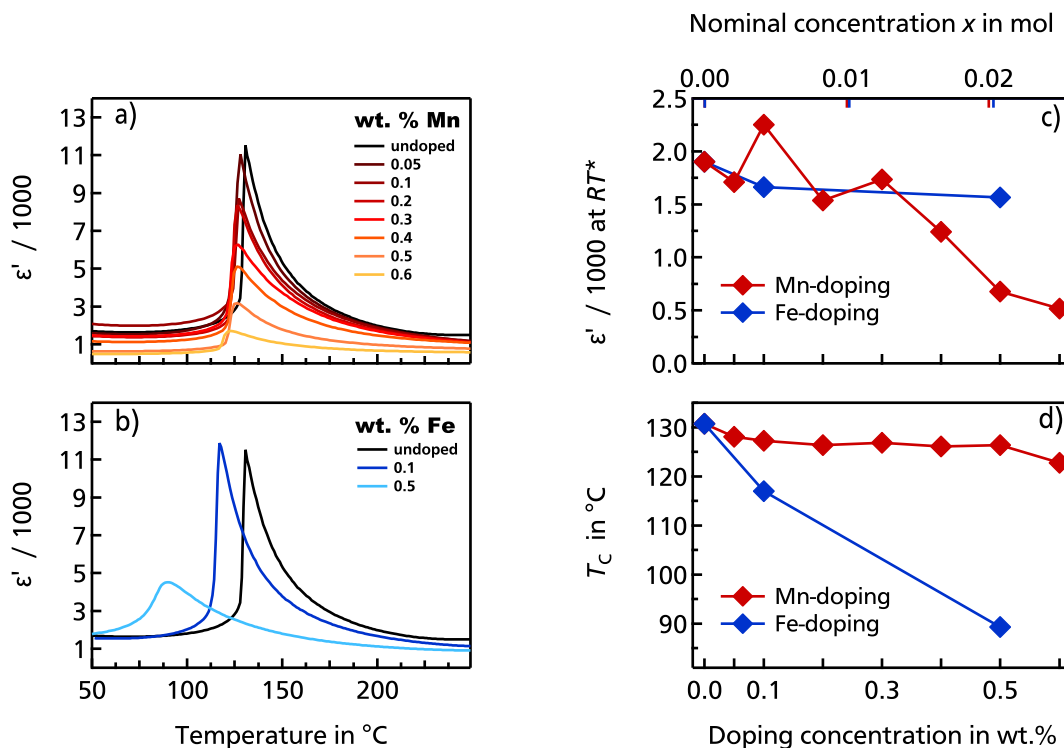 a)
wt. % Mn
undoped
0.05
0.1
0.2
0.3
0.4
0.5
0.6
13
11
9
7
5
3
1
ε' / 1000
b)
wt. % Fe
undoped
0.1
0.5
13
11
9
7
5
3
1
ε' / 1000
50 100 150 200
Temperature in °C
Nominal concentration x in mol
0.00 0.01 0.02
c)
2.5
2.0
1.5
1.0
0.5
0.0
ε' / 1000 at RT*
Mn-doping
Fe-doping
d)
130
120
110
100
90
T_C in °C
Mn-doping
Fe-doping
0.0 0.1 0.3 0.5
Doping concentration in wt.%